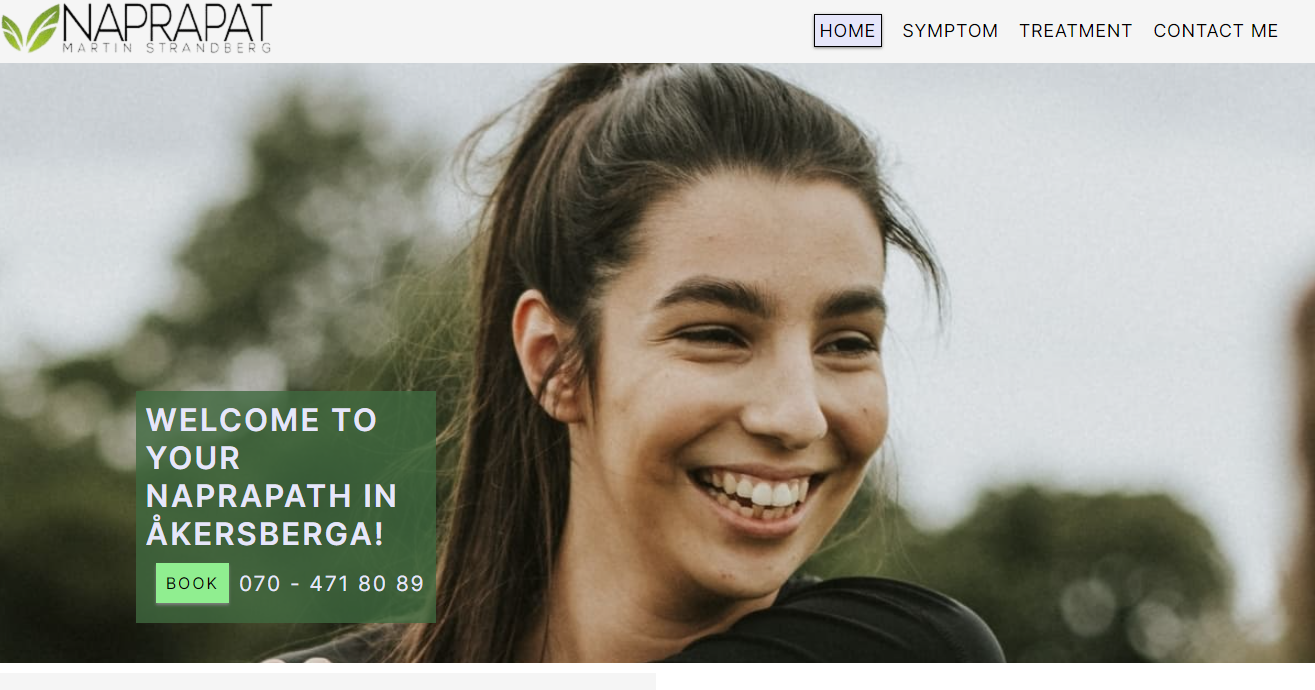 NAPRAPAT
MARTIN STRANDBERG
HOME SYMPTOM TREATMENT CONTACT ME
WELCOME TO
YOUR
NAPRAPATH IN
ÅKERSBERGA!
BOOK 070 - 471 80 89